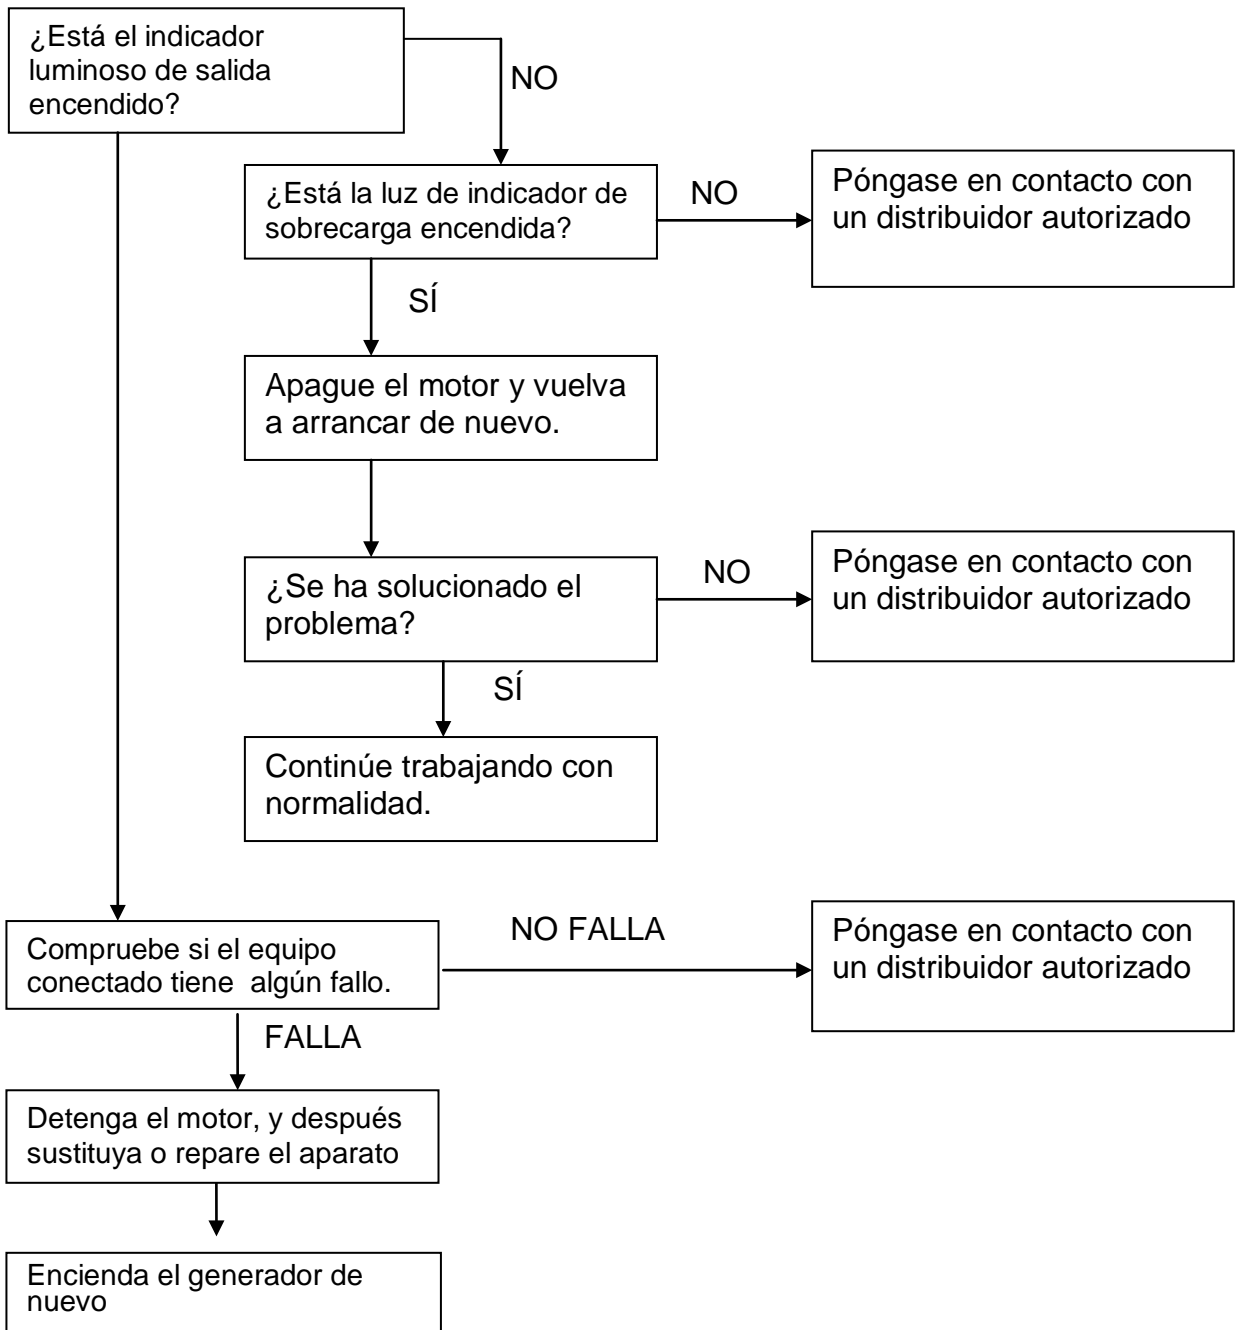 ¿Está el indicador
luminoso de salida
encendido?
NO
¿Está la luz de indicador de
sobrecarga encendida?
NO
Póngase en contacto con
un distribuidor autorizado
SÍ
Apague el motor y vuelva
a arrancar de nuevo.
¿Se ha solucionado el
problema?
NO
Póngase en contacto con
un distribuidor autorizado
SÍ
Continúe trabajando con
normalidad.
Compruebe si el equipo
conectado tiene algún fallo.
NO FALLA
Póngase en contacto con
un distribuidor autorizado
FALLA
Detenga el motor, y después
sustituya o repare el aparato
Encienda el generador de
nuevo